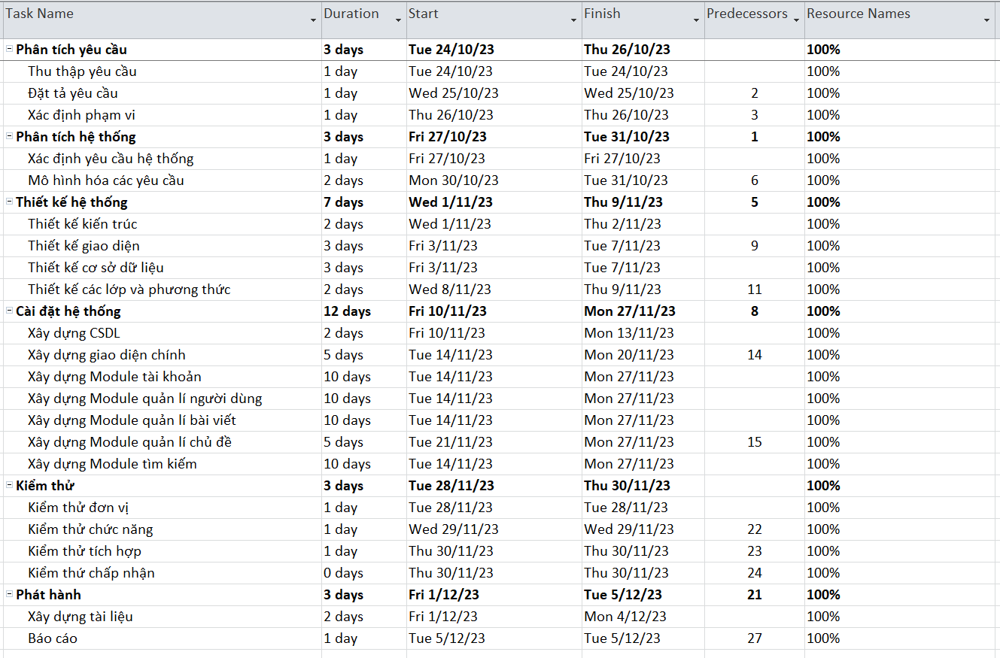 Task Name Duration Start Finish Predecessors Resource Names
Phân tích yêu cầu 3 days Tue 24/10/23 Thu 26/10/23 100%
Thu thập yêu cầu 1 day Tue 24/10/23 Tue 24/10/23 100%
Đặt tả yêu cầu 1 day Wed 25/10/23 Wed 25/10/23 2 100%
Xác định phạm vi 1 day Thu 26/10/23 Thu 26/10/23 3 100%
Phân tích hệ thống 3 days Fri 27/10/23 Tue 31/10/23 1 100%
Xác định yêu cầu hệ thống 1 day Fri 27/10/23 Fri 27/10/23 100%
Mô hình hóa các yêu cầu 2 days Mon 30/10/23 Tue 31/10/23 6 100%
Thiết kế hệ thống 7 days Wed 1/11/23 Thu 9/11/23 5 100%
Thiết kế kiến trúc 2 days Wed 1/11/23 Thu 2/11/23 100%
Thiết kế giao diện 3 days Fri 3/11/23 Tue 7/11/23 9 100%
Thiết kế cơ sở dữ liệu 3 days Fri 3/11/23 Tue 7/11/23 100%
Thiết kế các lớp và phương thức 2 days Wed 8/11/23 Thu 9/11/23 11 100%
Cài đặt hệ thống 12 days Fri 10/11/23 Mon 27/11/23 8 100%
Xây dựng CSDL 2 days Fri 10/11/23 Mon 13/11/23 100%
Xây dựng giao diện chính 5 days Tue 14/11/23 Mon 20/11/23 14 100%
Xây dựng Module tài khoản 10 days Tue 14/11/23 Mon 27/11/23 100%
Xây dựng Module quản lí người dùng 10 days Tue 14/11/23 Mon 27/11/23 100%
Xây dựng Module quản lí bài viết 10 days Tue 14/11/23 Mon 27/11/23 100%
Xây dựng Module quản lí chủ đề 5 days Tue 21/11/23 Mon 27/11/23 15 100%
Xây dựng Module tìm kiếm 10 days Tue 14/11/23 Mon 27/11/23 100%
Kiểm thử 3 days Tue 28/11/23 Thu 30/11/23 100%
Kiểm thử đơn vị 1 day Tue 28/11/23 Tue 28/11/23 100%
Kiểm thử chức năng 1 day Wed 29/11/23 Wed 29/11/23 22 100%
Kiểm thử tích hợp 1 day Thu 30/11/23 Thu 30/11/23 23 100%
Kiểm thứ chấp nhận 0 days Thu 30/11/23 Thu 30/11/23 24 100%
Phát hành 3 days Fri 1/12/23 Tue 5/12/23 21 100%
Xây dựng tài liệu 2 days Fri 1/12/23 Mon 4/12/23 100%
Báo cáo 1 day Tue 5/12/23 Tue 5/12/23 27 100%